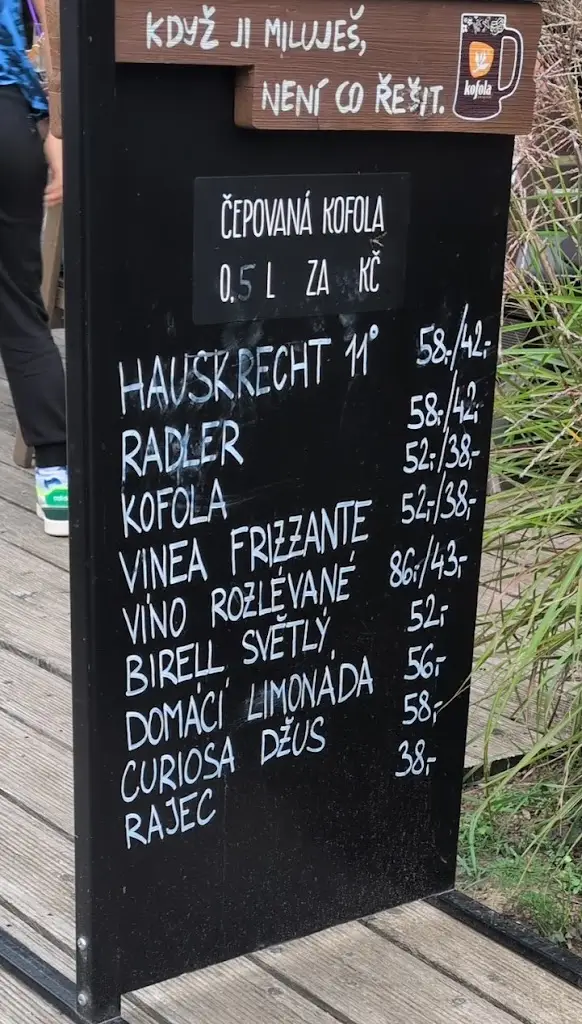 KDYŽ JI MILUJEŠ,
NENÍ CO ŘEŠIT.
kofola
ČEPOVANÁ KOFOLA
0,5 L ZA KČ
HAUSKRECHT 11° 58,-/42,-
RADLER 58,-/42,-
KOFOLA 52,-/38,-
VINEA FRIZZANTE 52,-/38,-
VÍNO ROZLÉVANÉ 86,-/43,-
BIRELL SVĚTLÝ 52,-
DOMÁCÍ LIMONÁDA 56,-
CURIOSA DŽUS 58,-
RAJEC 38,-